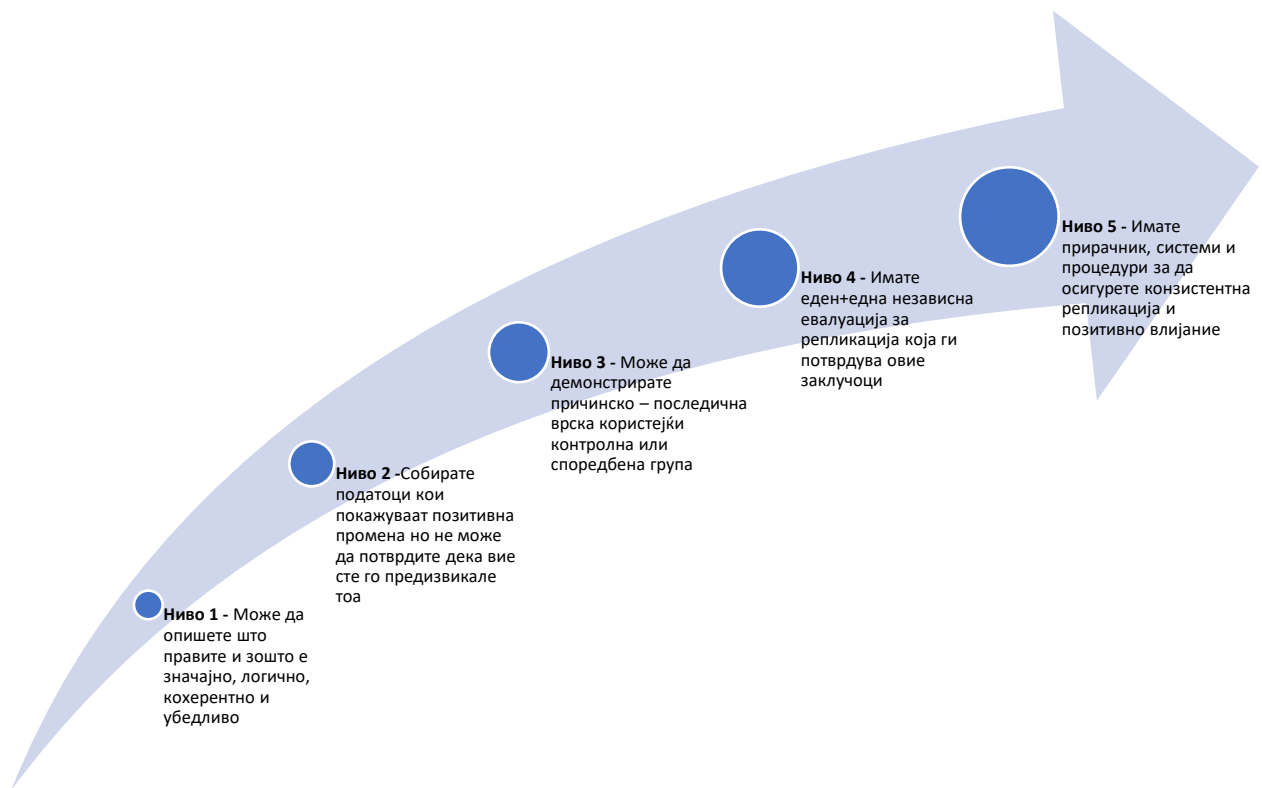 Ниво 1 - Може да
опишете што
правите и зошто е
значајно, логично,
кохерентно и
убедливо
Ниво 2 -Собирате
податоци кои
покажуваат позитивна
промена но не може
да потврдите дека вие
сте го предизвикале
тоа
Ниво 3 - Може да
демонстрирате
причинско – последична
врска користејќи
контролна или
споредбена група
Ниво 4 - Имате
еден+една независна
евалуација за
репликација која ги
потврдува овие
заклучоци
Ниво 5 - Имате
прирачник, системи и
процедури за да
осигурете конзистентна
репликација и
позитивно влијание